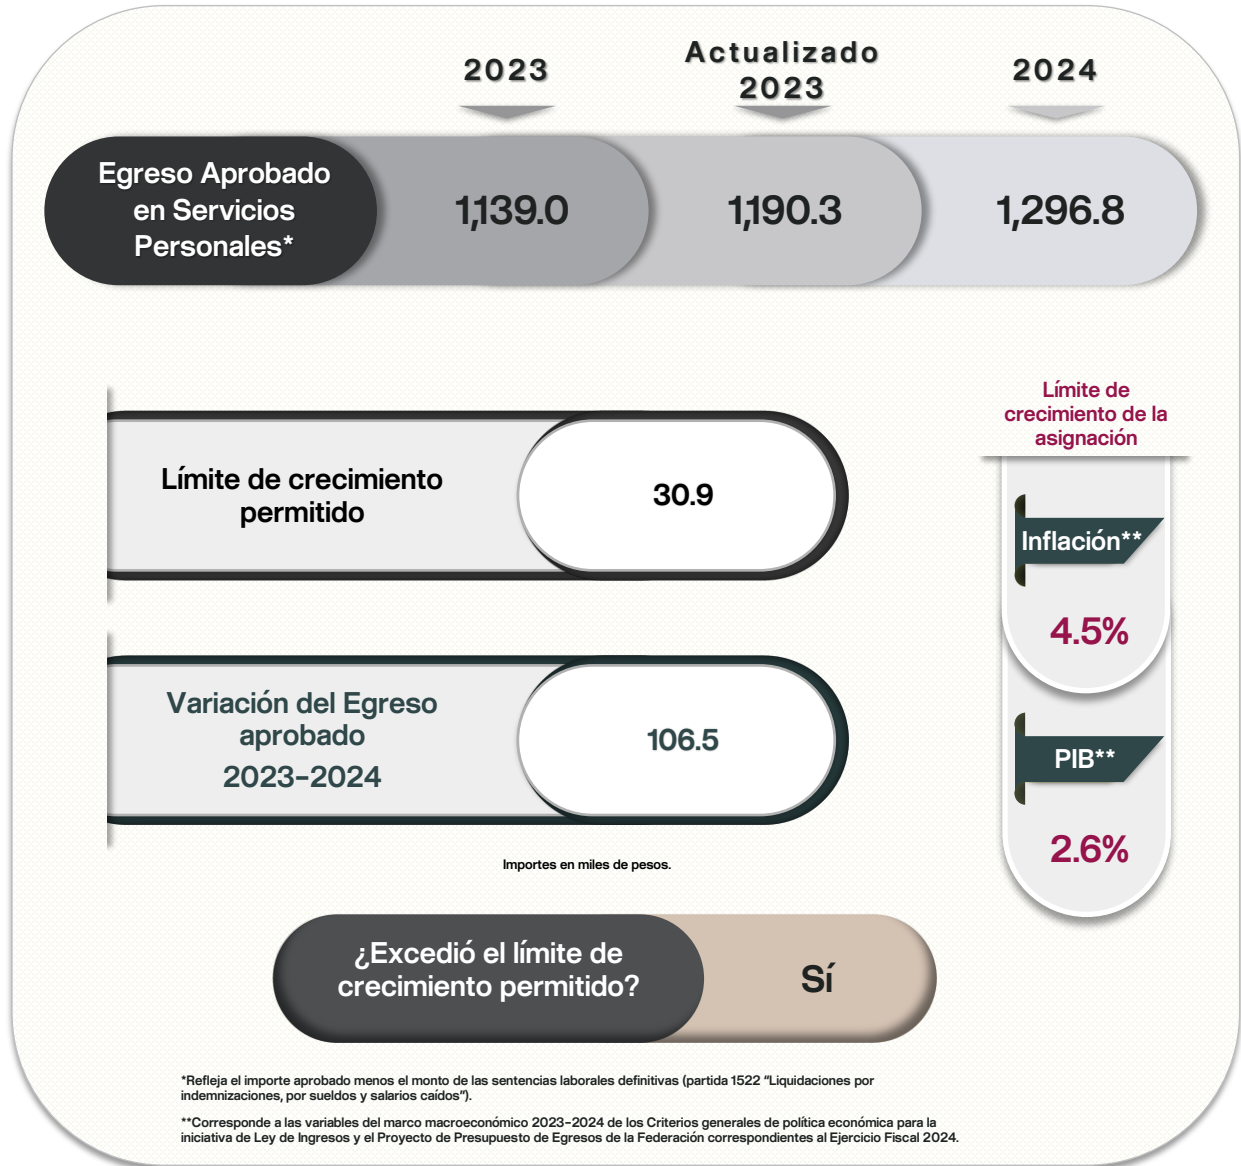 2023
Actualizado
2023
2024
Egreso Aprobado
en Servicios
Personales*
1,139.0
1,190.3
1,296.8
Límite de crecimiento
permitido
30.9
Variación del Egreso
aprobado
2023-2024
106.5
Importes en miles de pesos.
Límite de
crecimiento de la
asignación
Inflación**
4.5%
PIB**
2.6%
¿Excedió el límite de
crecimiento permitido?
Sí
*Refleja el importe aprobado menos el monto de las sentencias laborales definitivas (partida 1522 “Liquidaciones por
indemnizaciones, por sueldos y salarios caídos”).
**Corresponde a las variables del marco macroeconómico 2023-2024 de los Criterios generales de política económica para la
iniciativa de Ley de Ingresos y el Proyecto de Presupuesto de Egresos de la Federación correspondientes al Ejercicio Fiscal 2024.